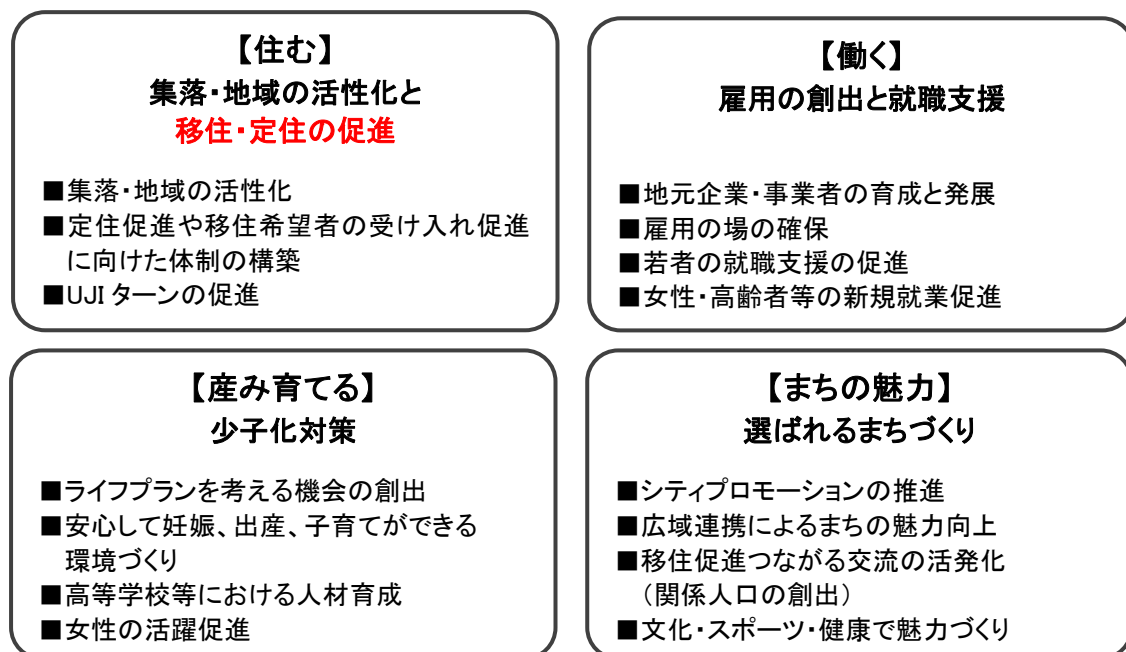 【住む】
集落・地域の活性化と
移住・定住の促進
■集落・地域の活性化
■定住促進や移住希望者の受け入れ促進
に向けた体制の構築
■UJI ターンの促進
【働く】
雇用の創出と就職支援
■地元企業・事業者の育成と発展
■雇用の場の確保
■若者の就職支援の促進
■女性・高齢者等の新規就業促進
【産み育てる】
少子化対策
■ライフプランを考える機会の創出
■安心して妊娠、出産、子育てができる
環境づくり
■高等学校等における人材育成
■女性の活躍促進
【まちの魅力】
選ばれるまちづくり
■シティプロモーションの推進
■広域連携によるまちの魅力向上
■移住促進つながる交流の活発化
（関係人口の創出）
■文化・スポーツ・健康で魅力づくり